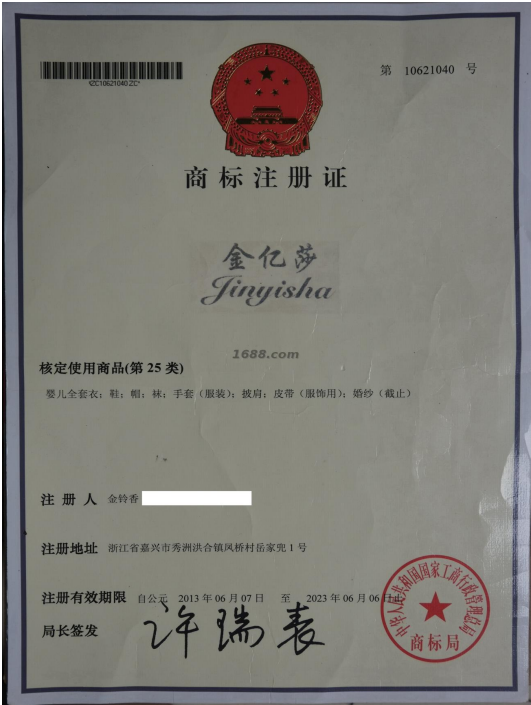 *ZC10621040ZC*
第 10621040 号
商标注册证
金亿莎
Jinyisha
1688.com
核定使用商品(第 25 类)
婴儿全套衣；鞋；帽；袜；手套（服装）；披肩；皮带（服饰用）；婚纱（截止）
注 册 人 金铃香
注册地址 浙江省嘉兴市秀洲洪合镇凤桥村岳家兜 1 号
注册有效期限 自公元 2013 年 06 月 07 日 至 2023 年 06 月 06 日止
局长签发 许瑞表
中华人民共和国国家工商行政管理总局
商标局